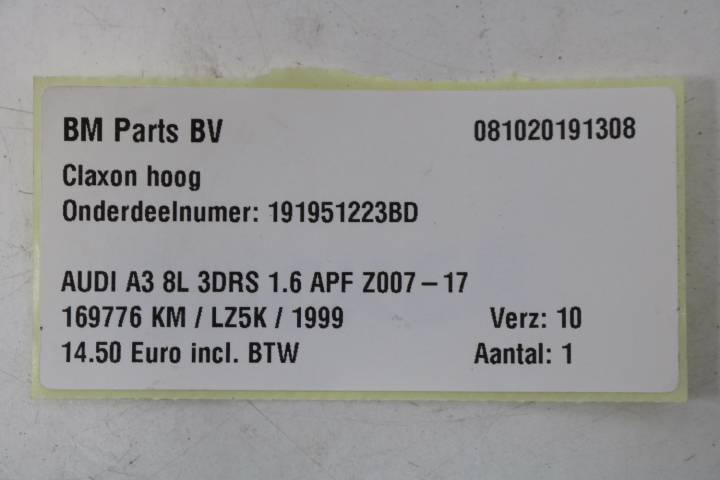 BM Parts BV 081020191308
Claxon hoog
Onderdeelnumer: 191951223BD
AUDI A3 8L 3DRS 1.6 APF Z007-17
169776 KM / LZ5K / 1999 Verz: 10
14.50 Euro incl. BTW Aantal: 1